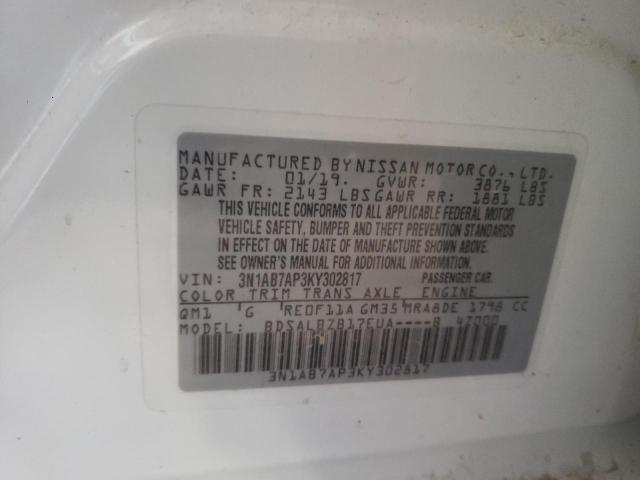 MANUFACTURED BY NISSAN MOTOR CO., LTD.
DATE: 01/19. GVWR: 3876 LBS
GAWR FR: 2143 LBS GAWR RR: 1881 LBS
THIS VEHICLE CONFORMS TO ALL APPLICABLE FEDERAL MOTOR
VEHICLE SAFETY, BUMPER AND THEFT PREVENTION STANDARDS
IN EFFECT ON THE DATE OF MANUFACTURE SHOWN ABOVE.
SEE OWNER'S MANUAL FOR ADDITIONAL INFORMATION.
VIN: 3N1AB7AP3KY302817 PASSENGER CAR.
COLOR TRIM TRANS AXLE ENGINE
QM1 G RE0F11A GM35 MRA8DE 1798 CC
MODEL: BDSALBZB17EUA----B 4Z000
3N1AB7AP3KY302817